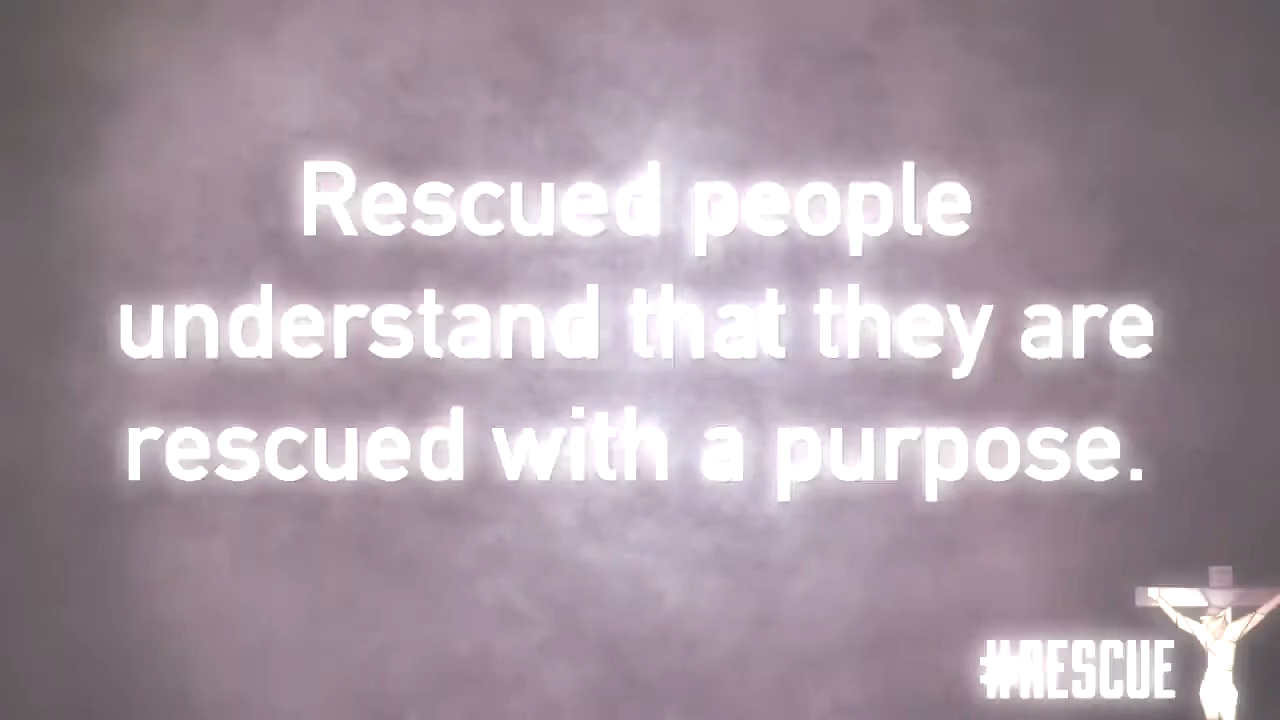 Rescued people
understand that they are
rescued with a purpose.
#RESCUE